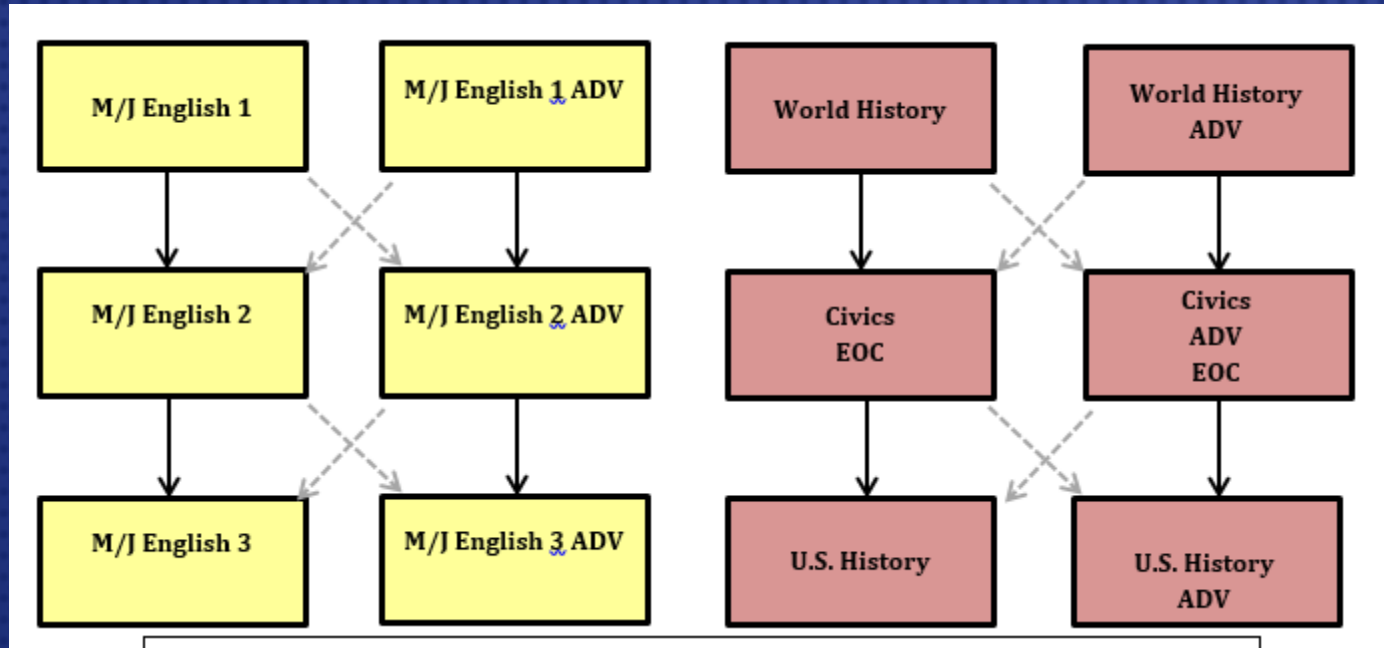 M/J English 1
M/J English 1 ADV
World History
World History
ADV
M/J English 2
M/J English 2 ADV
Civics
EOC
Civics
ADV
EOC
M/J English 3
M/J English 3 ADV
U.S. History
U.S. History
ADV